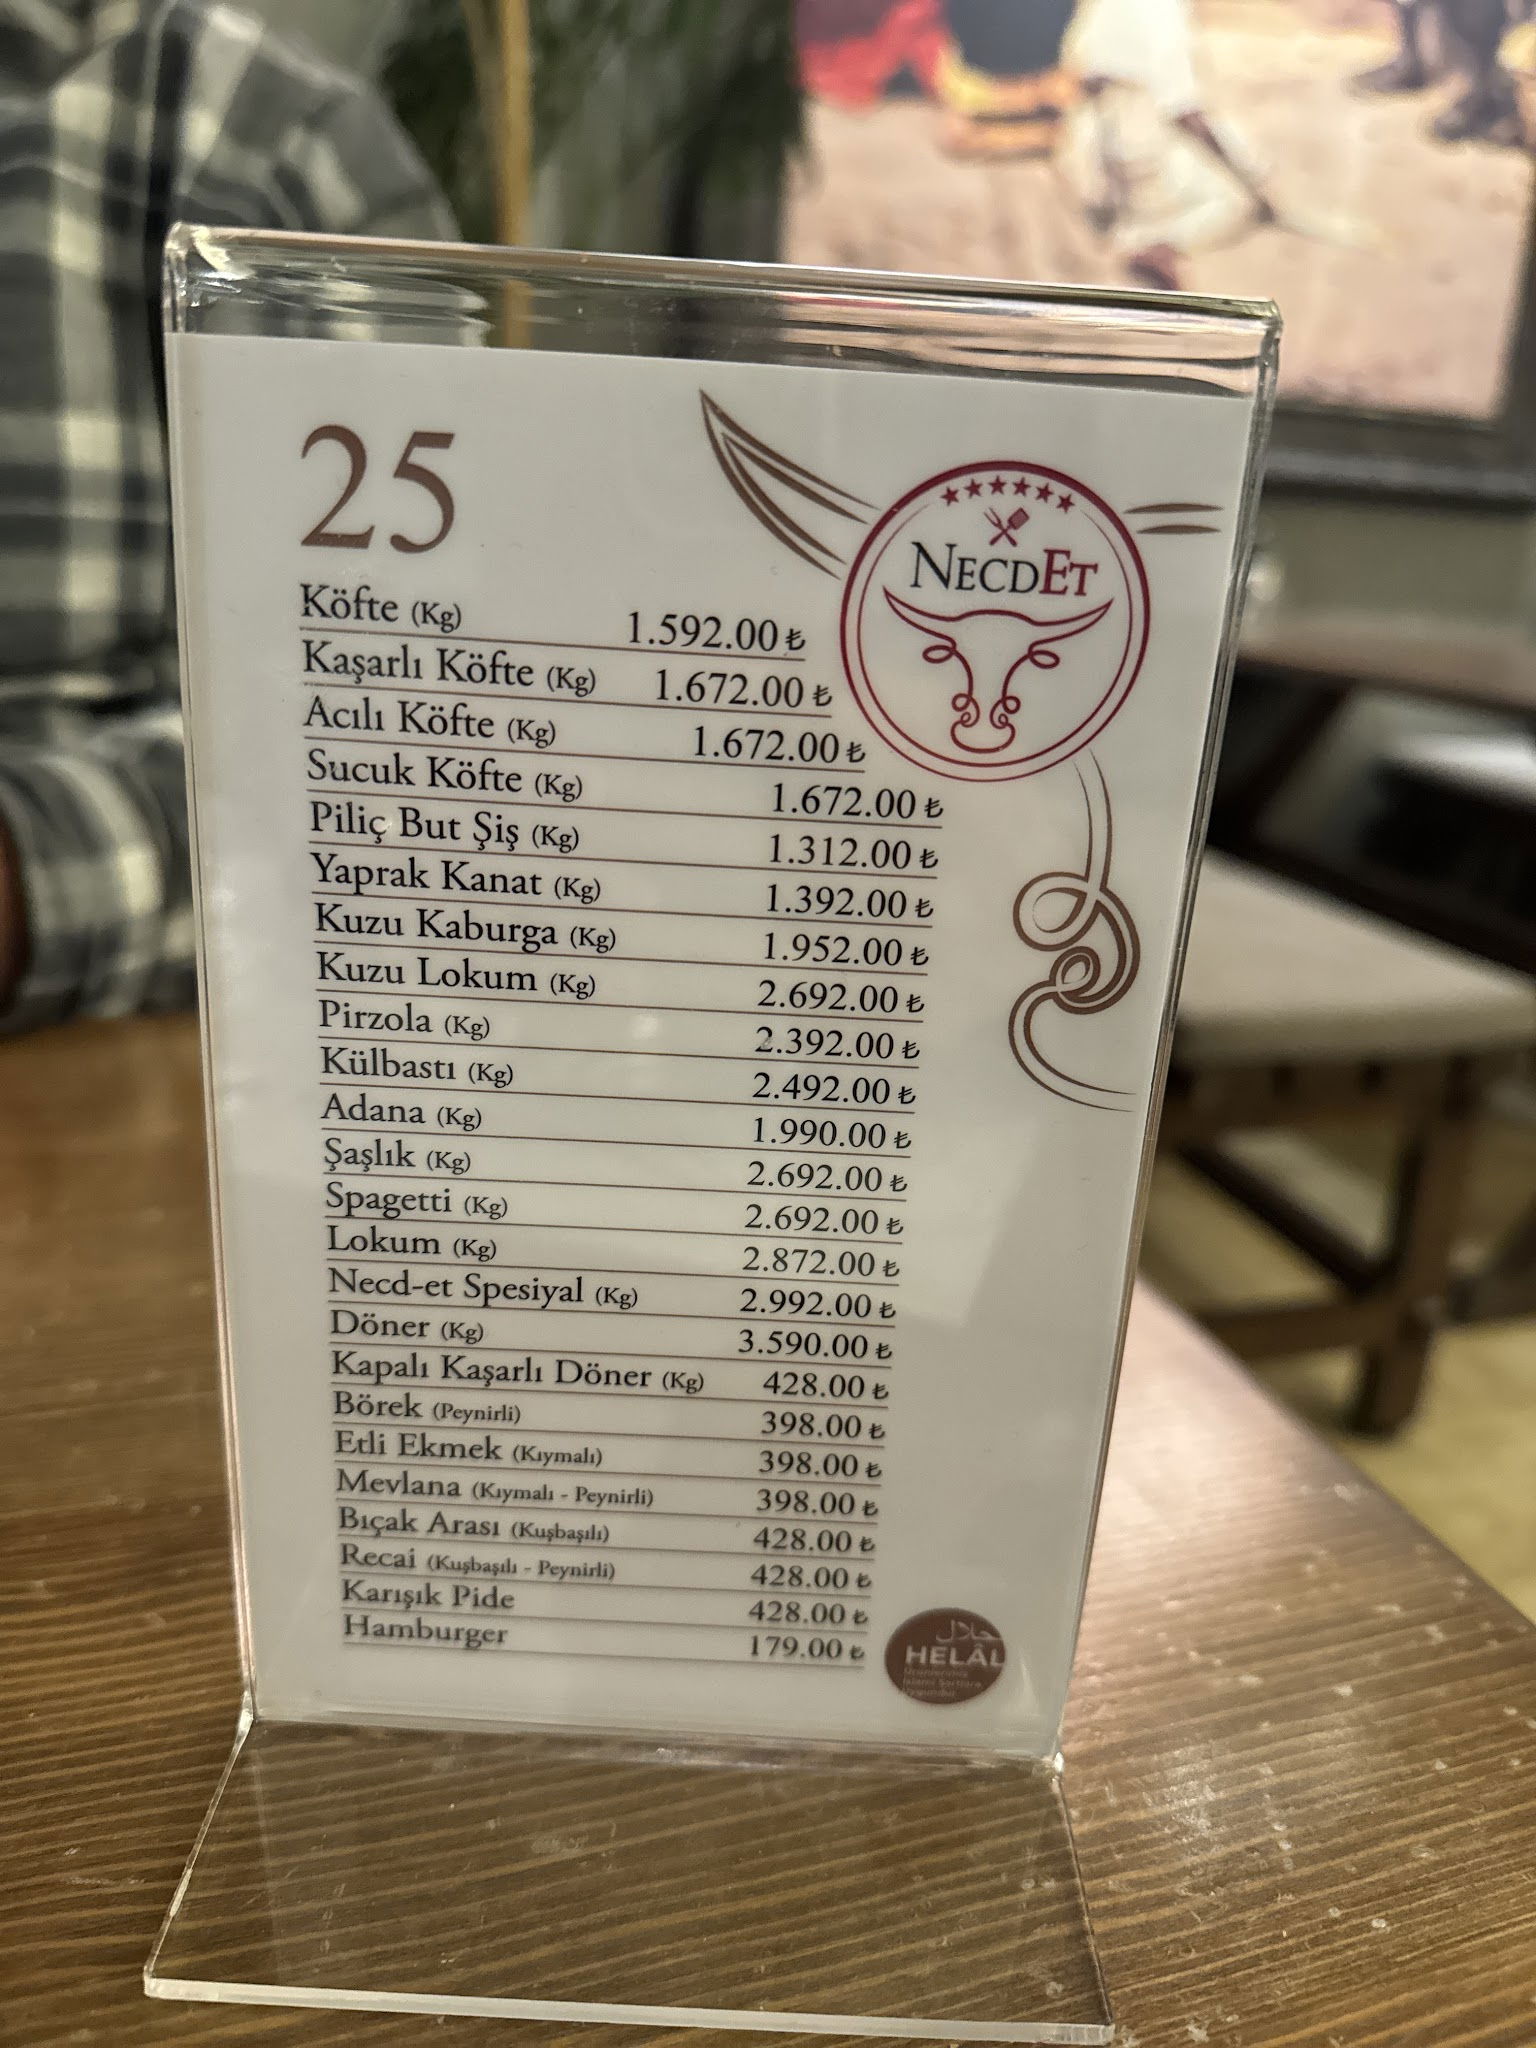 25
NECDET
Köfte (Kg) 1.592.00 ₺
Kaşarlı Köfte (Kg) 1.672.00 ₺
Acılı Köfte (Kg) 1.672.00 ₺
Sucuk Köfte (Kg) 1.672.00 ₺
Piliç But Şiş (Kg) 1.312.00 ₺
Yaprak Kanat (Kg) 1.392.00 ₺
Kuzu Kaburga (Kg) 1.952.00 ₺
Kuzu Lokum (Kg) 2.692.00 ₺
Pirzola (Kg) 2.392.00 ₺
Külbastı (Kg) 2.492.00 ₺
Adana (Kg) 1.990.00 ₺
Şaşlık (Kg) 2.692.00 ₺
Spagetti (Kg) 2.692.00 ₺
Lokum (Kg) 2.872.00 ₺
Necd-et Spesiyal (Kg) 2.992.00 ₺
Döner (Kg) 3.590.00 ₺
Kapalı Kaşarlı Döner (Kg) 428.00 ₺
Börek (Peynirli) 398.00 ₺
Etli Ekmek (Kıymalı) 398.00 ₺
Mevlana (Kıymalı - Peynirli) 398.00 ₺
Bıçak Arası (Kuşbaşılı) 428.00 ₺
Recai (Kuşbaşılı - Peynirli) 428.00 ₺
Karışık Pide 428.00 ₺
Hamburger 179.00 ₺
حلال
HELÂL